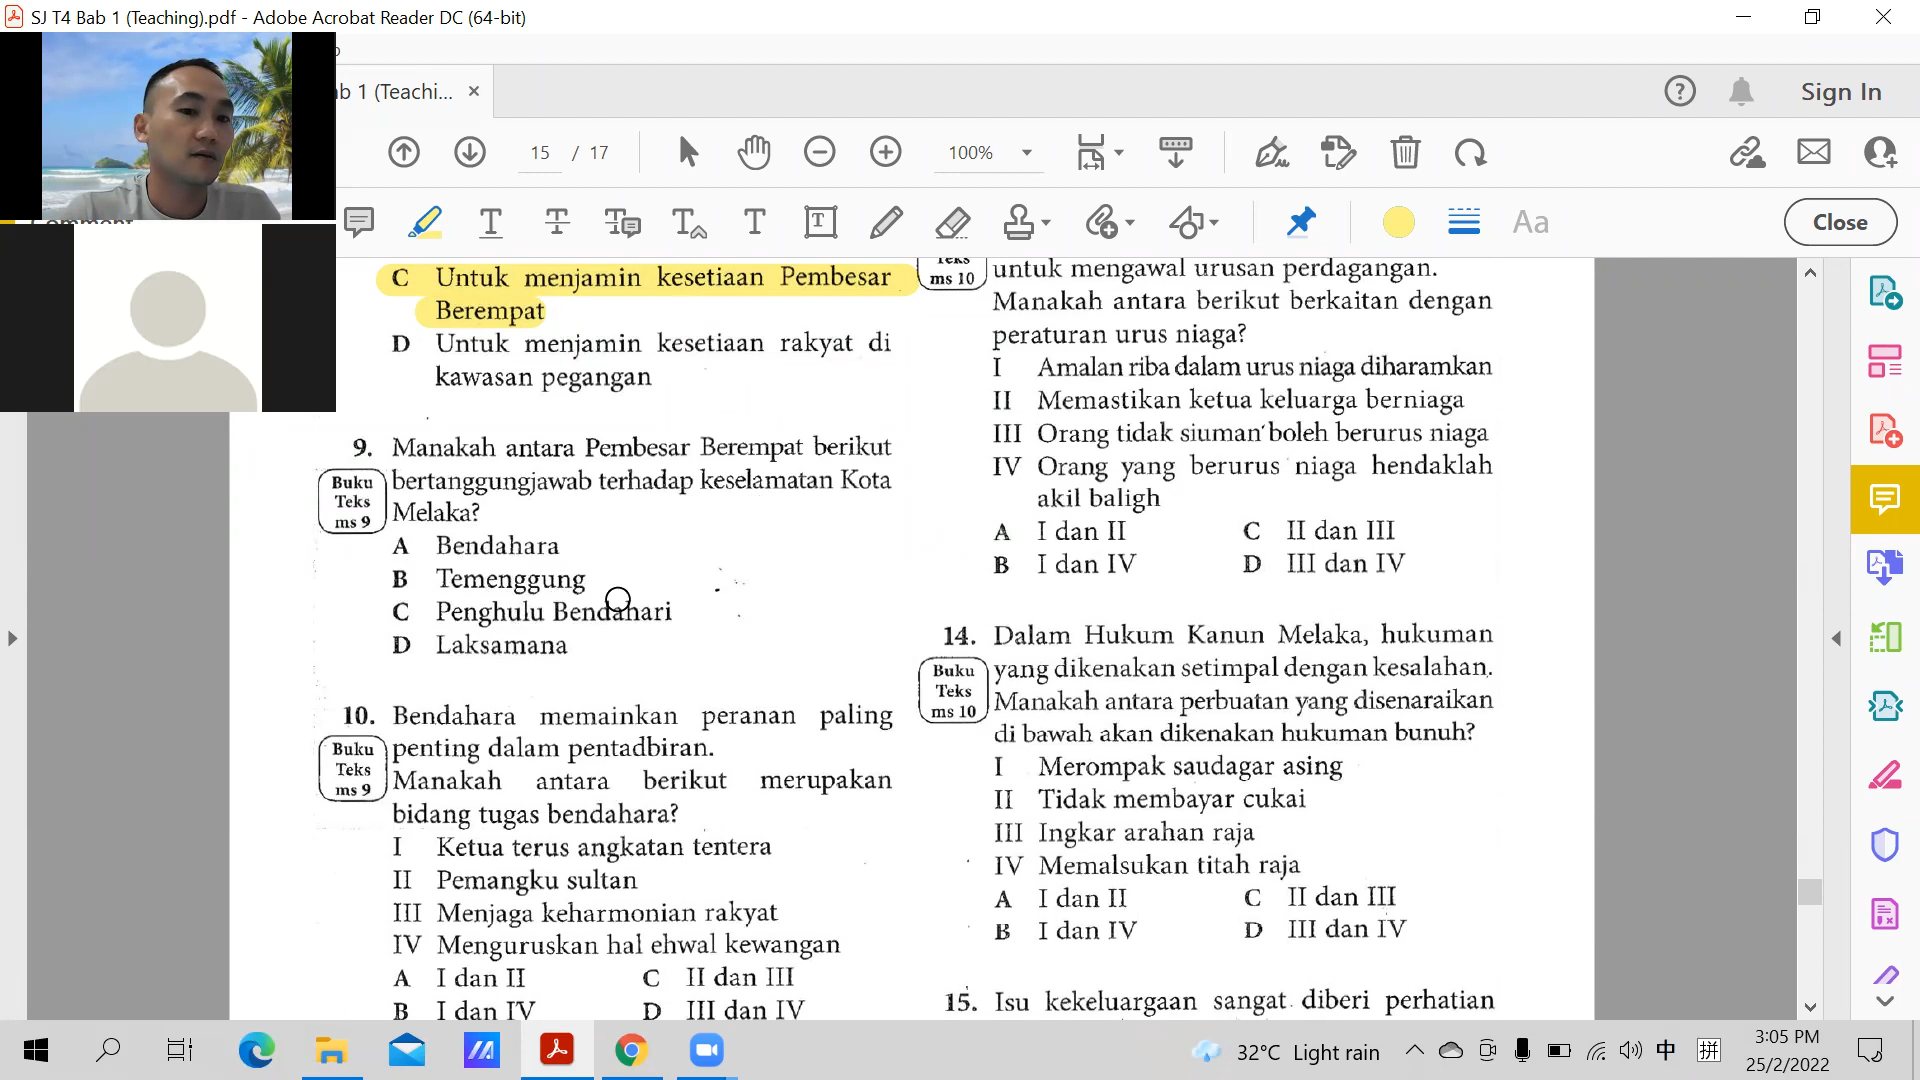 SJ T4 Bab 1 (Teaching).pdf - Adobe Acrobat Reader DC (64-bit)
b 1 (Teachi...
Sign In
15 / 17
100%
Aa
Close
C Untuk menjamin kesetiaan Pembesar
Berempat
D Untuk menjamin kesetiaan rakyat di
kawasan pegangan
9. Manakah antara Pembesar Berempat berikut
bertanggungjawab terhadap keselamatan Kota
Melaka?
Buku
Teks
ms 9
A Bendahara
B Temenggung
C Penghulu Bendahari
D Laksamana
10. Bendahara memainkan peranan paling
penting dalam pentadbiran.
Manakah antara berikut merupakan
bidang tugas bendahara?
Buku
Teks
ms 9
I Ketua terus angkatan tentera
II Pemangku sultan
III Menjaga keharmonian rakyat
IV Menguruskan hal ehwal kewangan
A I dan II C II dan III
B I dan IV D III dan IV
Teks
ms 10
untuk mengawal urusan perdagangan.
Manakah antara berikut berkaitan dengan
peraturan urus niaga?
I Amalan riba dalam urus niaga diharamkan
II Memastikan ketua keluarga berniaga
III Orang tidak siuman boleh berurus niaga
IV Orang yang berurus niaga hendaklah
akil baligh
A I dan II C II dan III
B I dan IV D III dan IV
14. Dalam Hukum Kanun Melaka, hukuman
yang dikenakan setimpal dengan kesalahan.
Manakah antara perbuatan yang disenaraikan
di bawah akan dikenakan hukuman bunuh?
Buku
Teks
ms 10
I Merompak saudagar asing
II Tidak membayar cukai
III Ingkar arahan raja
IV Memalsukan titah raja
A I dan II C II dan III
B I dan IV D III dan IV
15. Isu kekeluargaan sangat diberi perhatian
32°C Light rain
中
拼
3:05 PM
25/2/2022